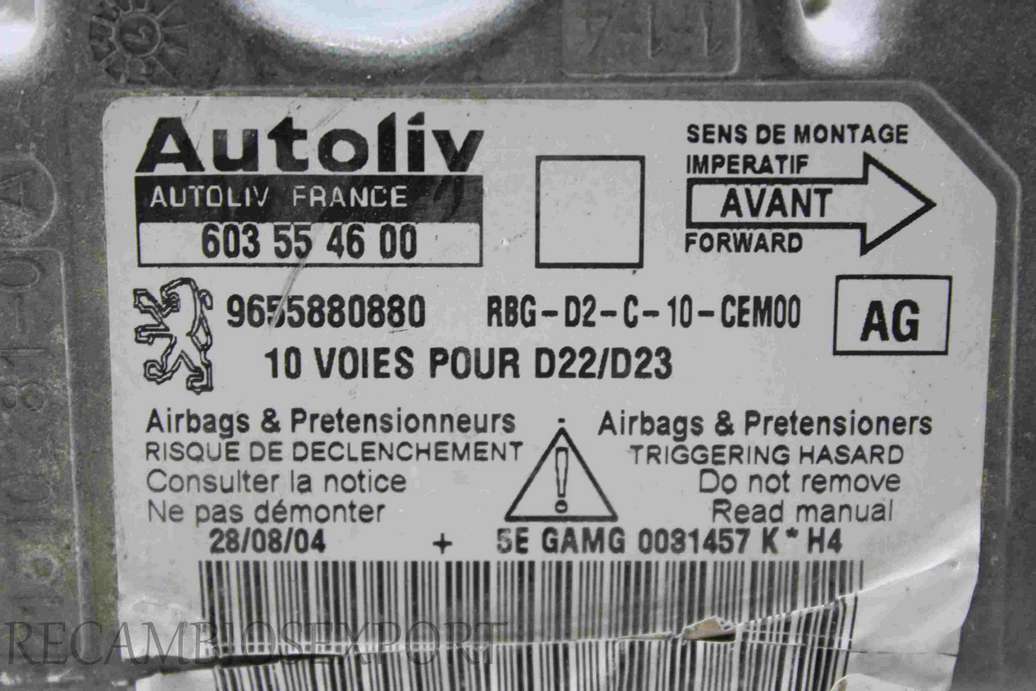 Autoliv
AUTOLIV FRANCE
603 55 46 00
SENS DE MONTAGE
IMPERATIF
AVANT
FORWARD
9655880880 RBG-D2-C-10-CEM00
AG
10 VOIES POUR D22/D23
Airbags & Pretensionneurs
RISQUE DE DECLENCHEMENT
Consulter la notice
Ne pas démonter
Airbags & Pretensioners
TRIGGERING HASARD
Do not remove
Read manual
28/08/04 + 5E GAMG 0031457 K*H4
RECAMBIOSEXPORT